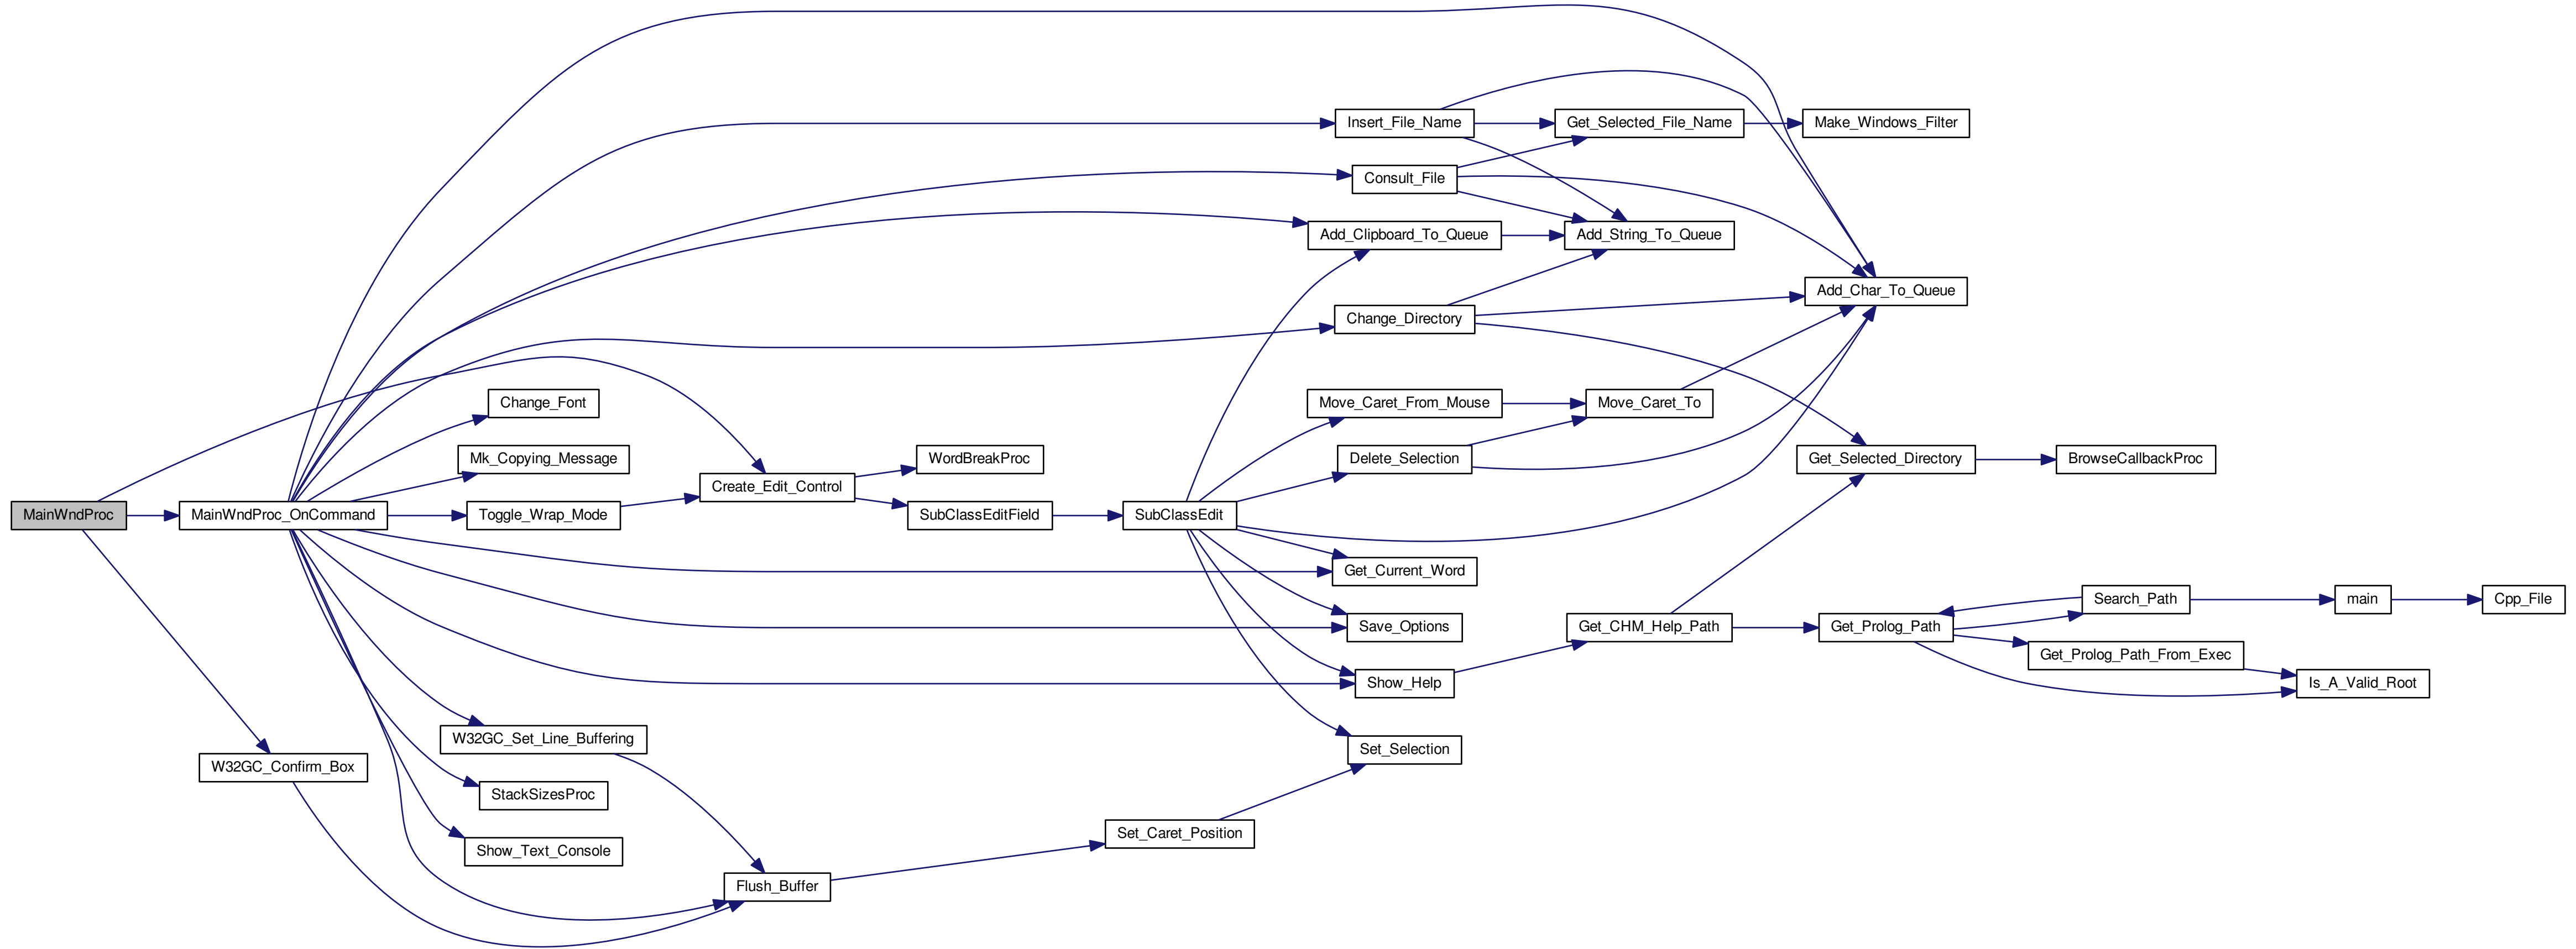 MainWndProc
MainWndProc_OnCommand
W32GC_Confirm_Box
Change_Font
Mk_Copying_Message
Toggle_Wrap_Mode
W32GC_Set_Line_Buffering
StackSizesProc
Show_Text_Console
Create_Edit_Control
Flush_Buffer
WordBreakProc
SubClassEditField
SubClassEdit
Set_Caret_Position
Insert_File_Name
Consult_File
Add_Clipboard_To_Queue
Change_Directory
Move_Caret_From_Mouse
Delete_Selection
Get_Current_Word
Save_Options
Show_Help
Set_Selection
Get_Selected_File_Name
Add_String_To_Queue
Move_Caret_To
Get_CHM_Help_Path
Make_Windows_Filter
Add_Char_To_Queue
Get_Selected_Directory
Get_Prolog_Path
BrowseCallbackProc
Search_Path
Get_Prolog_Path_From_Exec
main
Is_A_Valid_Root
Cpp_File